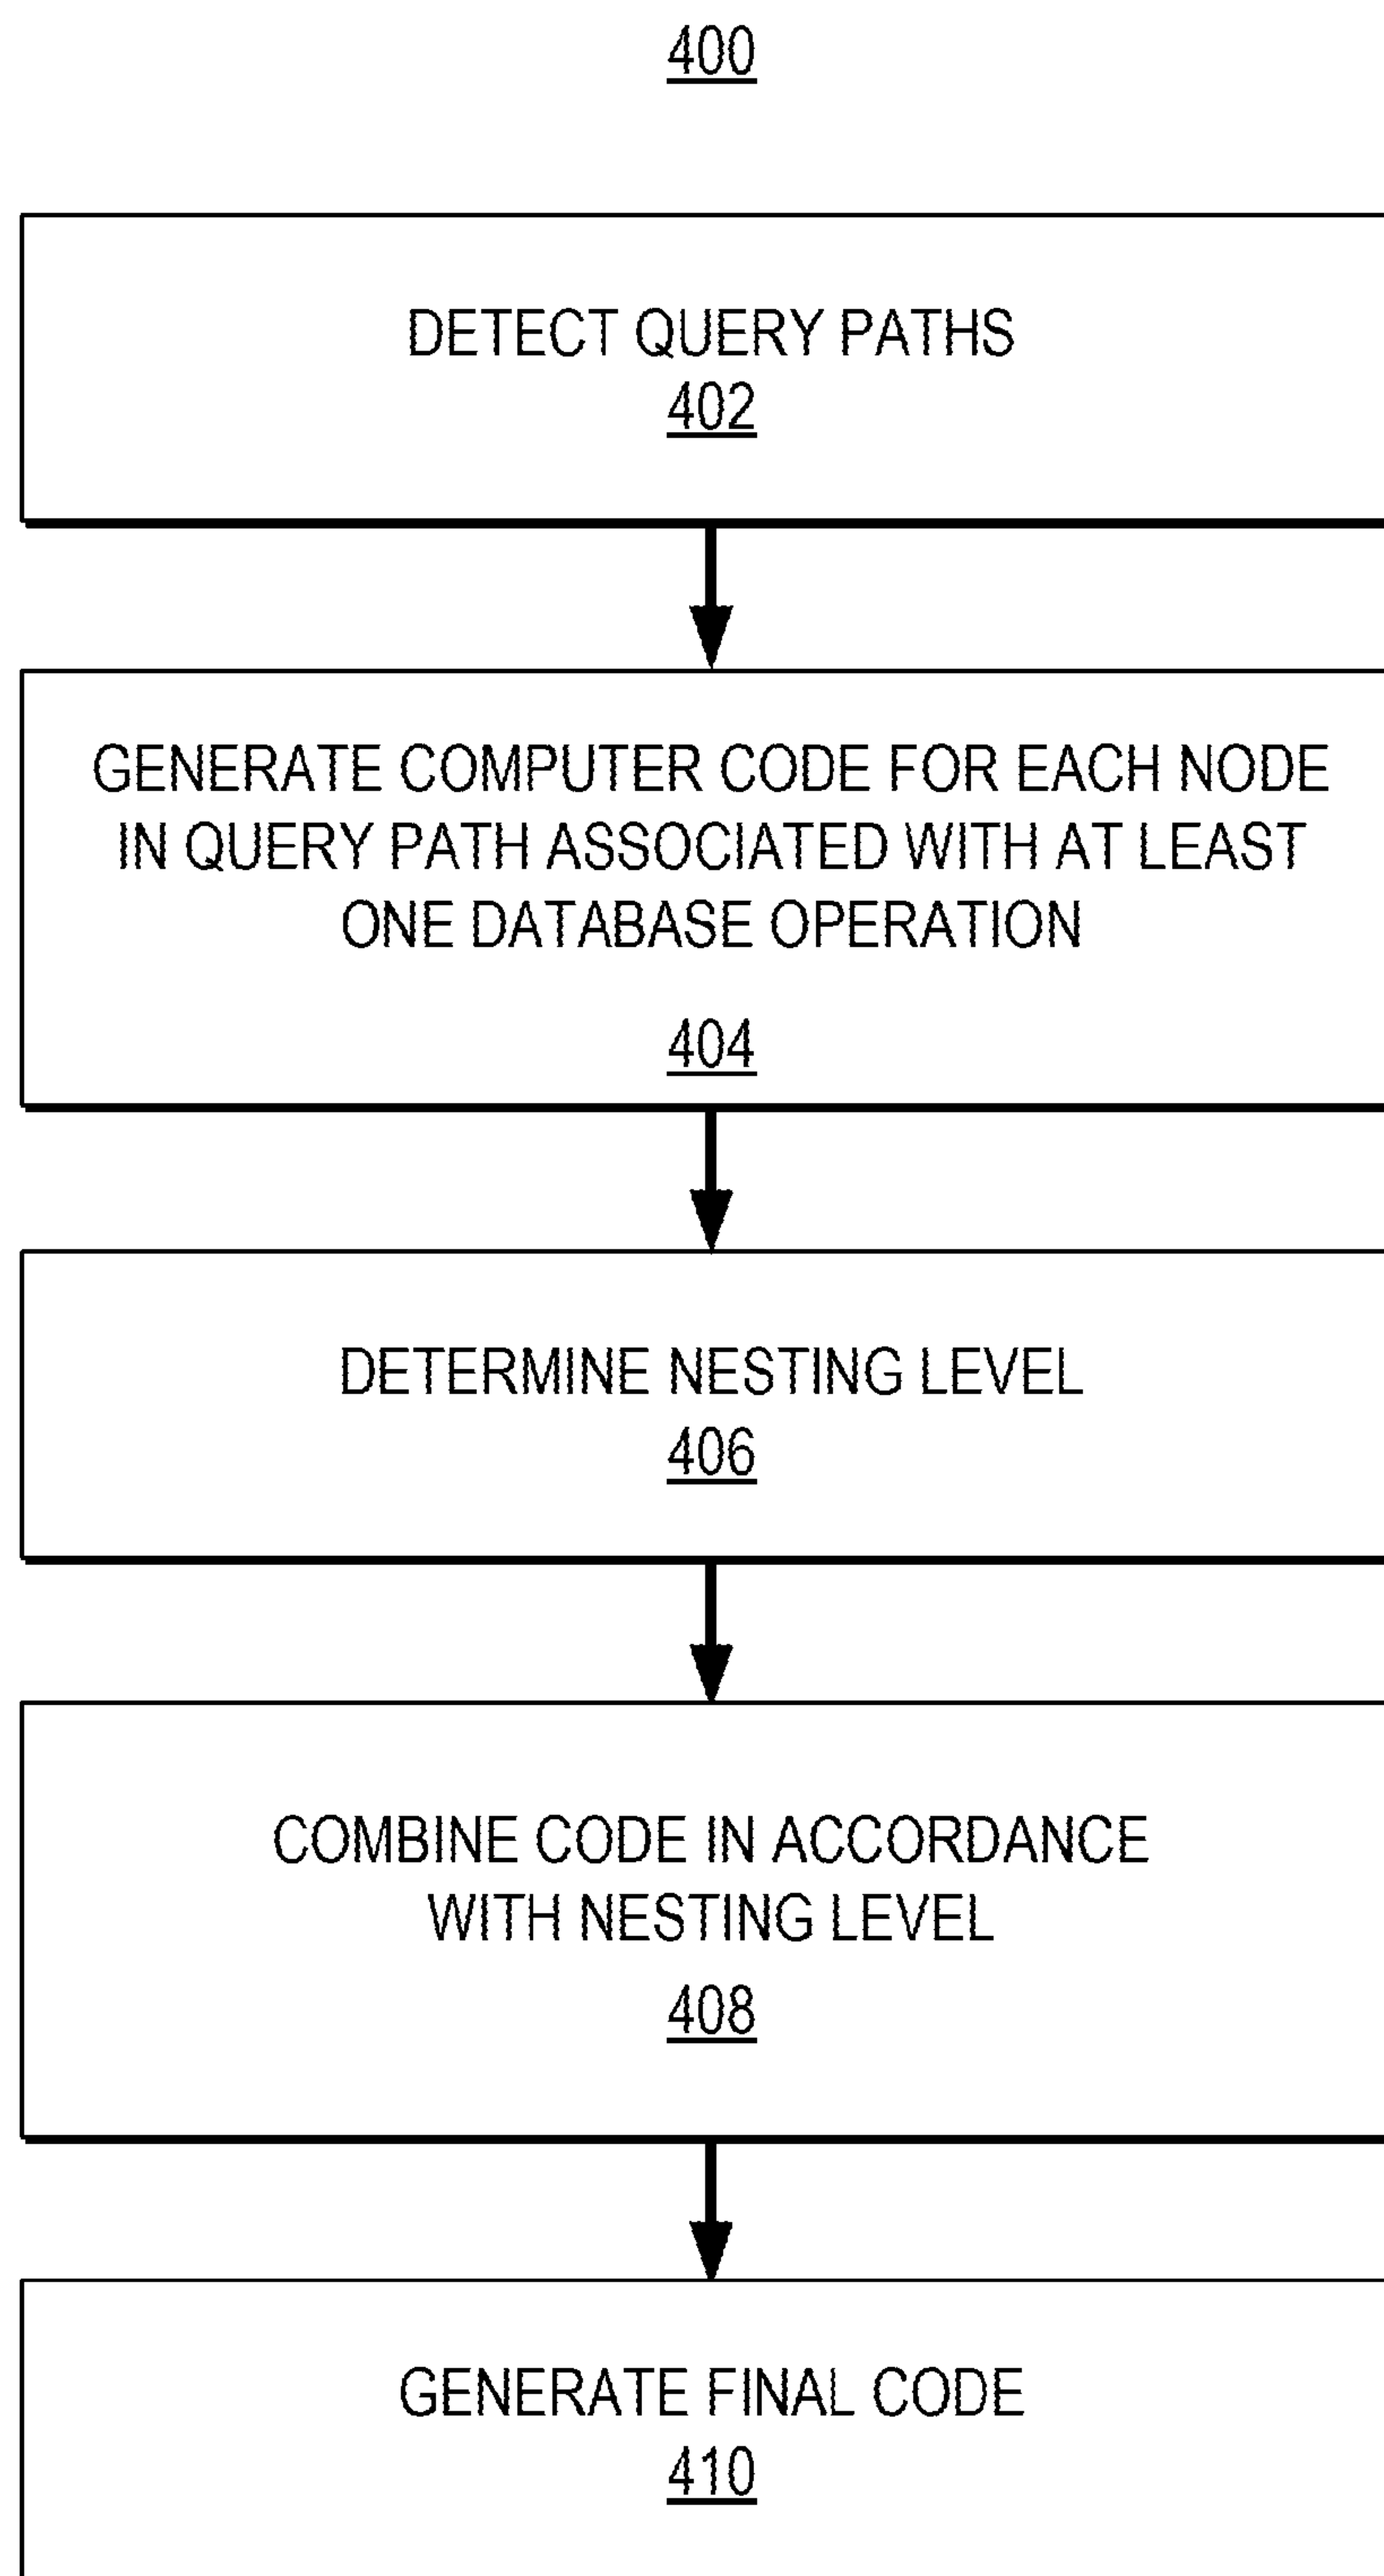 400
DETECT QUERY PATHS
402
GENERATE COMPUTER CODE FOR EACH NODE
IN QUERY PATH ASSOCIATED WITH AT LEAST
ONE DATABASE OPERATION
404
DETERMINE NESTING LEVEL
406
COMBINE CODE IN ACCORDANCE
WITH NESTING LEVEL
408
GENERATE FINAL CODE
410